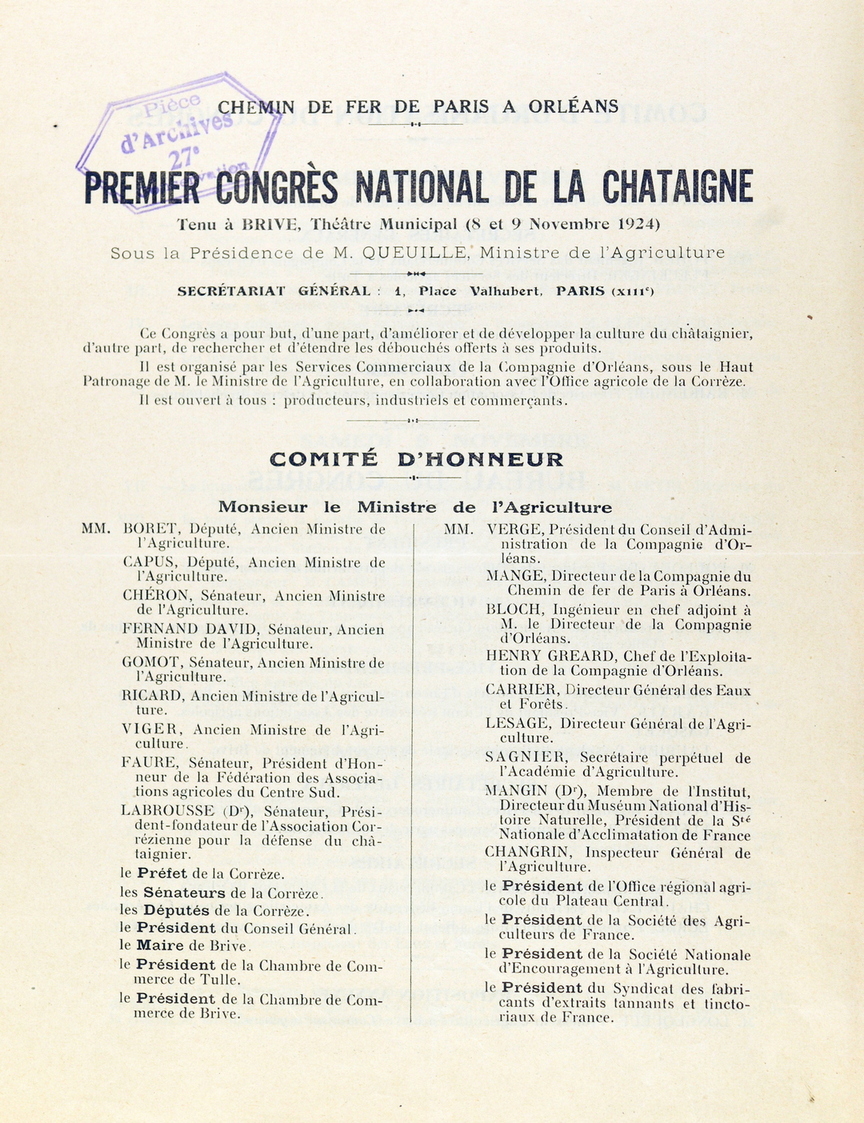 CHEMIN DE FER DE PARIS A ORLÉANS
Pièce
d'Archives
27e
PREMIER CONGRÈS NATIONAL DE LA CHATAIGNE
Tenu à BRIVE, Théâtre Municipal (8 et 9 Novembre 1924)
Sous la Présidence de M. QUEUILLE, Ministre de l'Agriculture
SECRÉTARIAT GÉNÉRAL : 1, Place Valhubert, PARIS (XIIIe)
Ce Congrès a pour but, d'une part, d'améliorer et de développer la culture du châtaignier,
d'autre part, de rechercher et d'étendre les débouchés offerts à ses produits.
Il est organisé par les Services Commerciaux de la Compagnie d'Orléans, sous le Haut
Patronage de M. le Ministre de l'Agriculture, en collaboration avec l'Office agricole de la Corrèze.
Il est ouvert à tous : producteurs, industriels et commerçants.
COMITÉ D'HONNEUR
Monsieur le Ministre de l'Agriculture
MM. BORET, Député, Ancien Ministre de
l'Agriculture.
CAPUS, Député, Ancien Ministre de
l'Agriculture.
CHÉRON, Sénateur, Ancien Ministre
de l'Agriculture.
FERNAND DAVID, Sénateur, Ancien
Ministre de l'Agriculture.
GOMOT, Sénateur, Ancien Ministre de
l'Agriculture.
RICARD, Ancien Ministre de l'Agricul-
ture.
VIGER, Ancien Ministre de l'Agri-
culture.
FAURE, Sénateur, Président d'Hon-
neur de la Fédération des Associa-
tions agricoles du Centre Sud.
LABROUSSE (Dr), Sénateur, Prési-
dent-fondateur de l'Association Cor-
rézienne pour la défense du châ-
taignier.
le Préfet de la Corrèze.
les Sénateurs de la Corrèze.
les Députés de la Corrèze.
le Président du Conseil Général.
le Maire de Brive.
le Président de la Chambre de Com-
merce de Tulle.
le Président de la Chambre de Com-
merce de Brive.
MM. VERGE, Président du Conseil d'Admi-
nistration de la Compagnie d'Or-
léans.
MANGE, Directeur de la Compagnie du
Chemin de fer de Paris à Orléans.
BLOCH, Ingénieur en chef adjoint à
M. le Directeur de la Compagnie
d'Orléans.
HENRY GREARD, Chef de l'Exploita-
tion de la Compagnie d'Orléans.
CARRIER, Directeur Général des Eaux
et Forêts.
LESAGE, Directeur Général de l'Agri-
culture.
SAGNIER, Secrétaire perpétuel de
l'Académie d'Agriculture.
MANGIN (Dr), Membre de l'Institut,
Directeur du Muséum National d'His-
toire Naturelle, Président de la Sté
Nationale d'Acclimatation de France
CHANGRIN, Inspecteur Général de
l'Agriculture.
le Président de l'Office régional agri-
cole du Plateau Central.
le Président de la Société des Agri-
culteurs de France.
le Président de la Société Nationale
d'Encouragement à l'Agriculture.
le Président du Syndicat des fabri-
cants d'extraits tannants et tincto-
riaux de France.